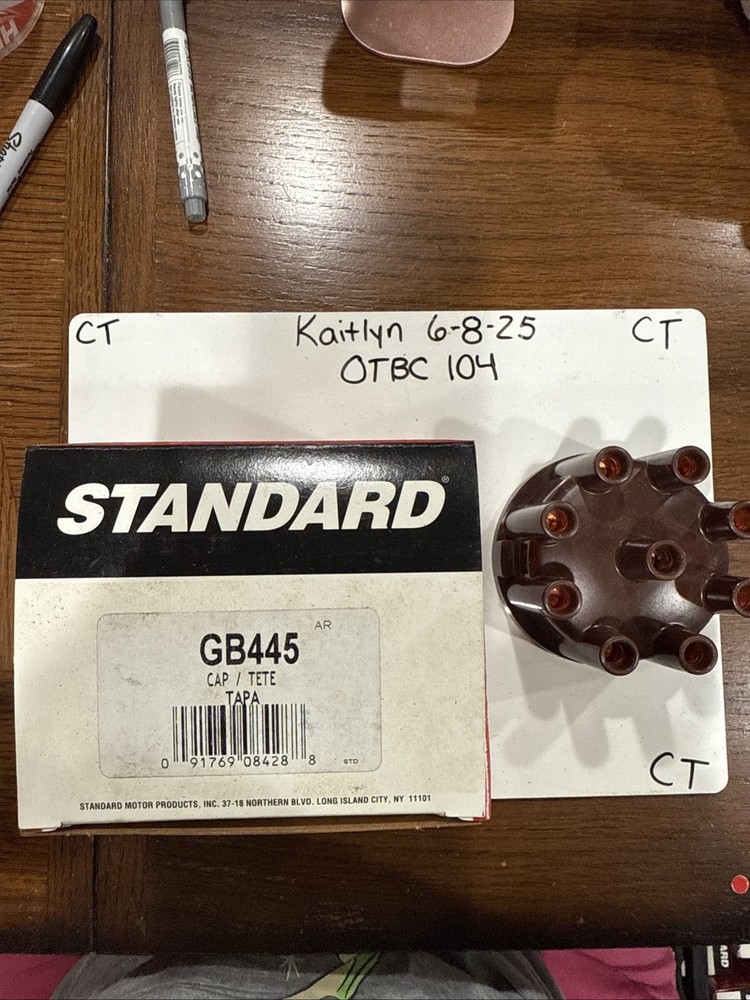 Sharpie
CT
Kaitlyn 6-8-25
CT
OTBC 104
STANDARD®
AR
GB445
CAP / TETE
TAPA
0 91769 08428 8
STD
STANDARD MOTOR PRODUCTS, INC. 37-18 NORTHERN BLVD. LONG ISLAND CITY, NY 11101
CT